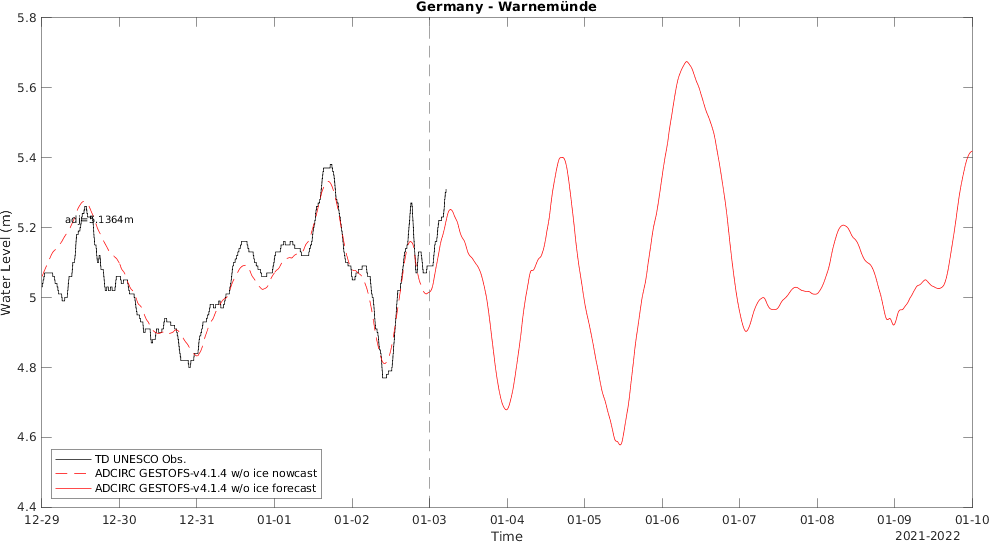 Germany - Warnemünde
Water Level (m)
5.8
5.6
5.4
5.2
5
4.8
4.6
4.4
adj=5.1364m
TD UNESCO Obs.
ADCIRC GESTOFS-v4.1.4 w/o ice nowcast
ADCIRC GESTOFS-v4.1.4 w/o ice forecast
12-29 12-30 12-31 01-01 01-02 01-03 01-04 01-05 01-06 01-07 01-08 01-09 01-10
Time
2021-2022